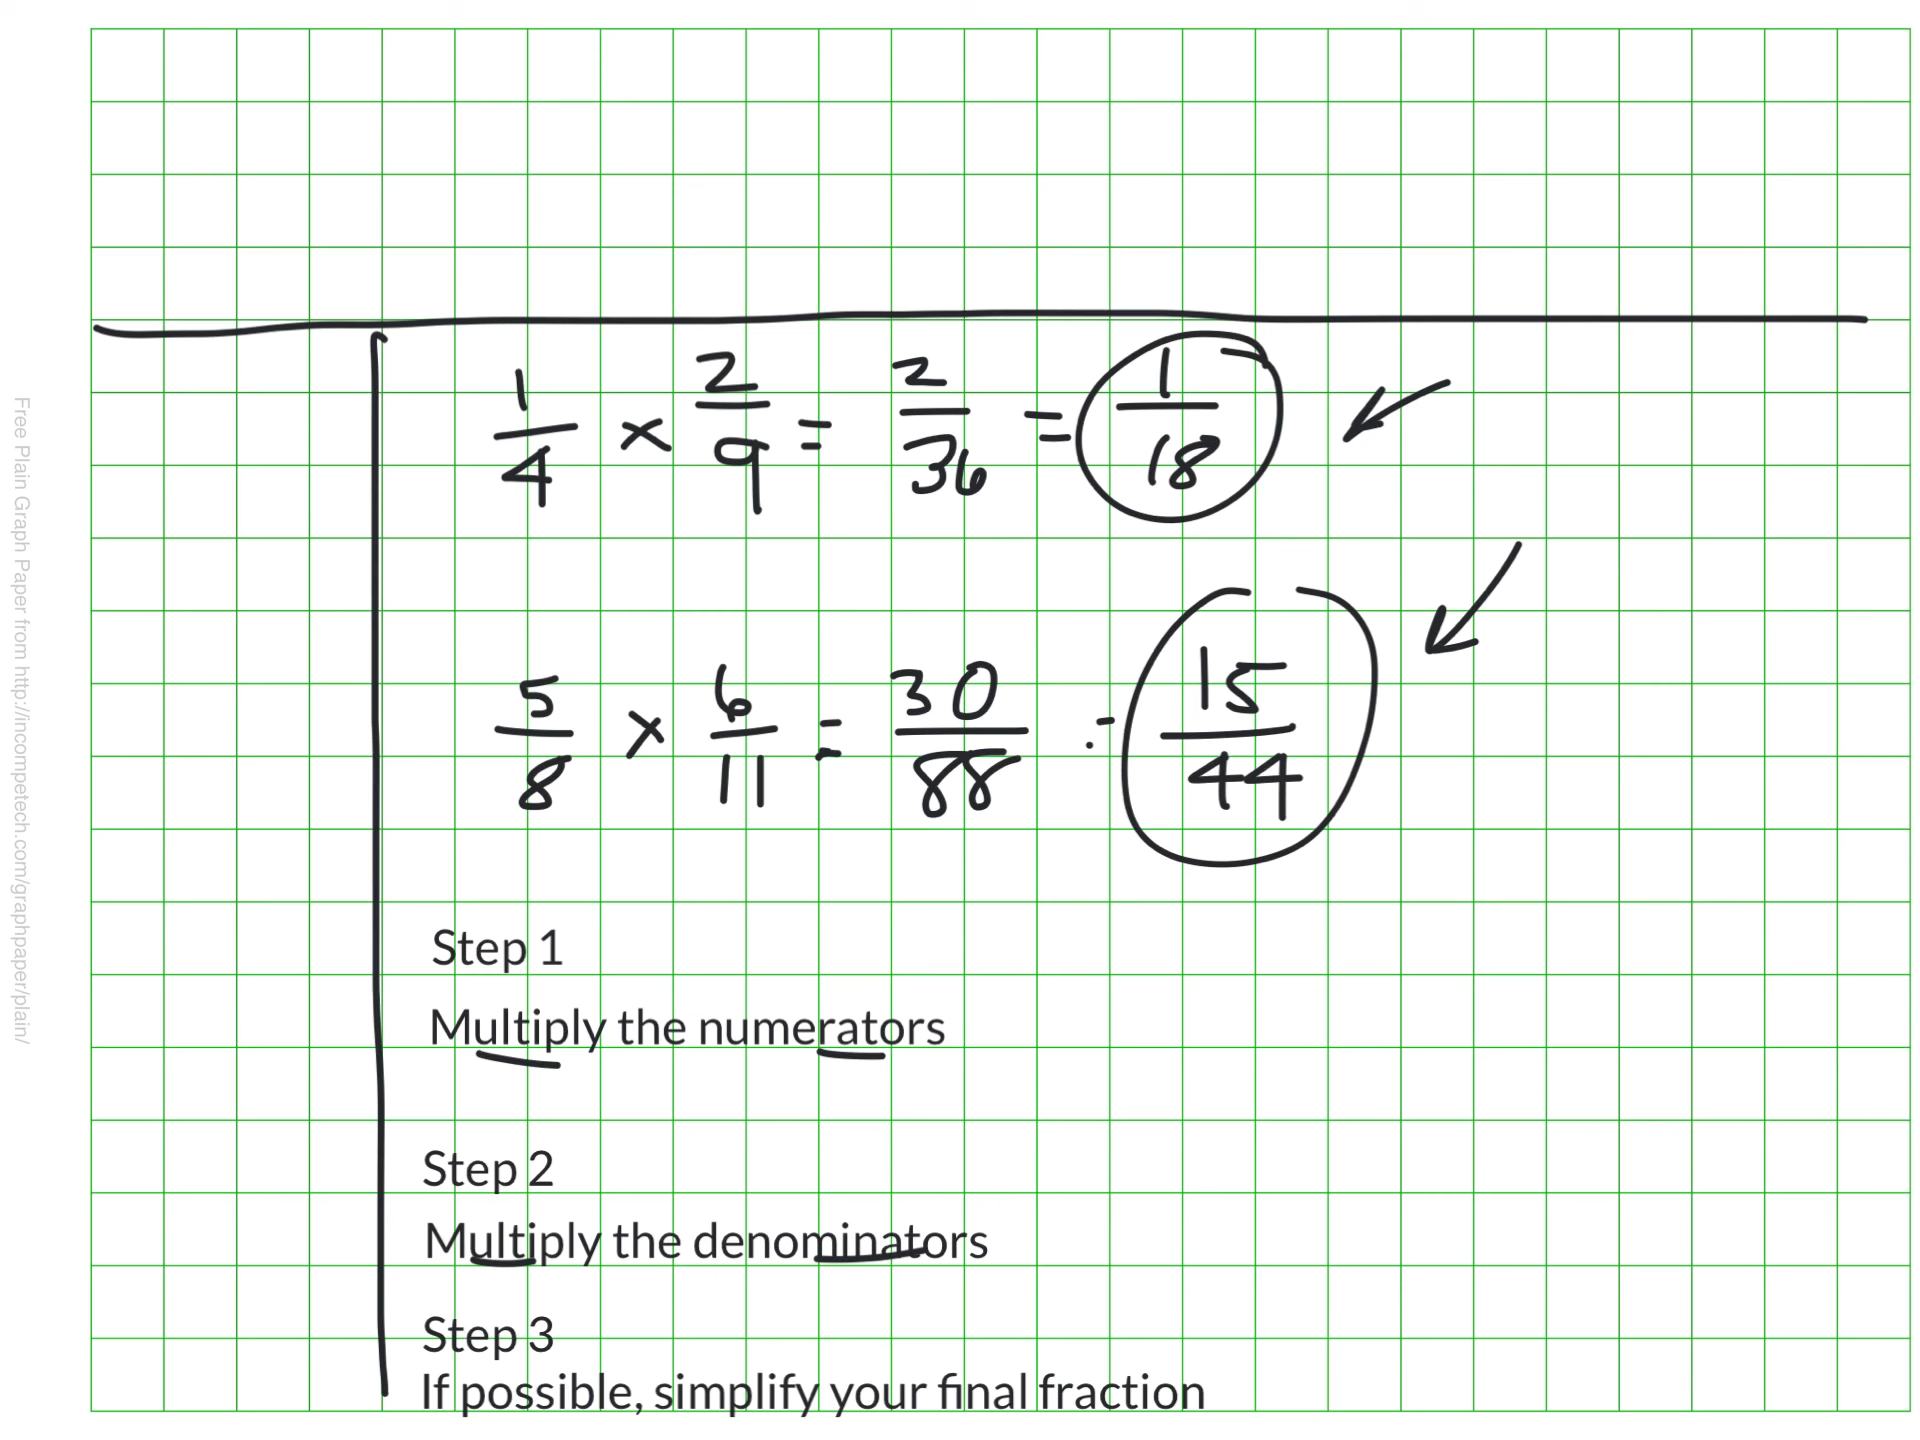 1/4 × 2/9 = 2/36 = 1/18
5/8 × 6/11 = 30/88 = 15/44
Step 1
Multiply the numerators
Step 2
Multiply the denominators
Step 3
If possible, simplify your final fraction
Free Plain Graph Paper from http://incompetech.com/graphpaper/plain/